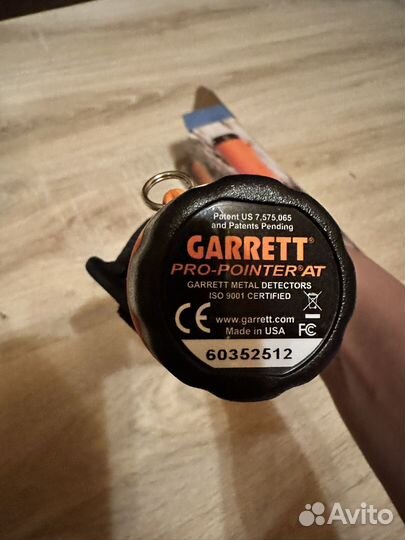 Patent US 7,575,065
and Patents Pending
GARRETT®
PRO-POINTER® AT
GARRETT METAL DETECTORS
ISO 9001 CERTIFIED
CE www.garrett.com FC
Made in USA
60352512
Avito